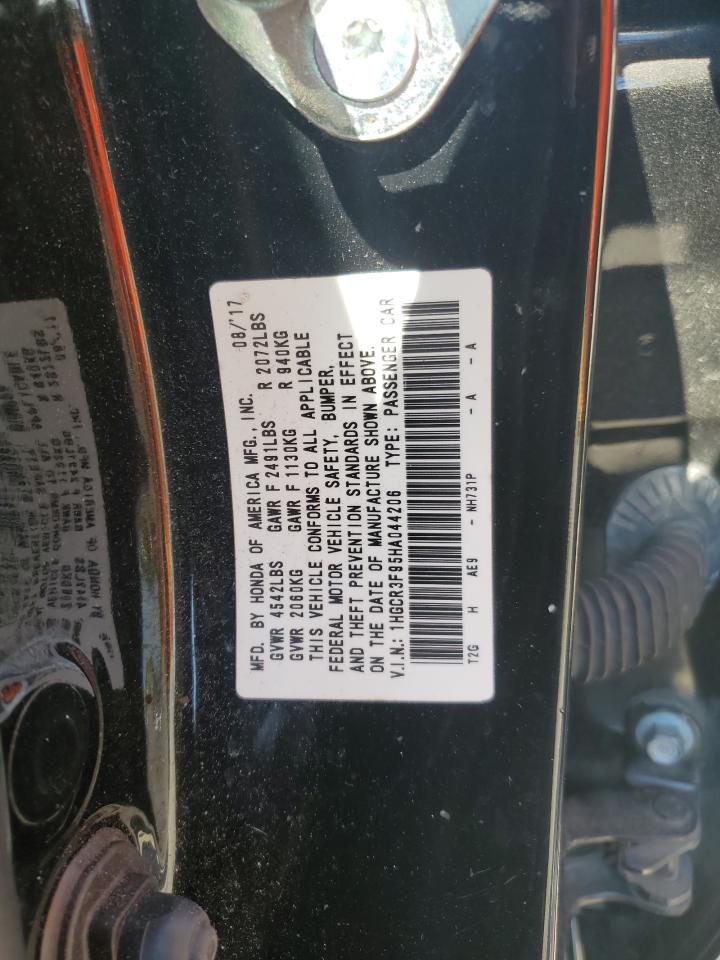 MFD. BY HONDA OF AMERICA MFG., INC. 08/'17
GVWR 4542LBS GAWR F 2491LBS R 2072LBS
GVWR 2060KG GAWR F 1130KG R 940KG
THIS VEHICLE CONFORMS TO ALL APPLICABLE
FEDERAL MOTOR VEHICLE SAFETY, BUMPER,
AND THEFT PREVENTION STANDARDS IN EFFECT
ON THE DATE OF MANUFACTURE SHOWN ABOVE.
V.I.N.: 1HGCR3F95HA044206 TYPE: PASSENGER CAR
T2G H AE9 - NH731P - A - A